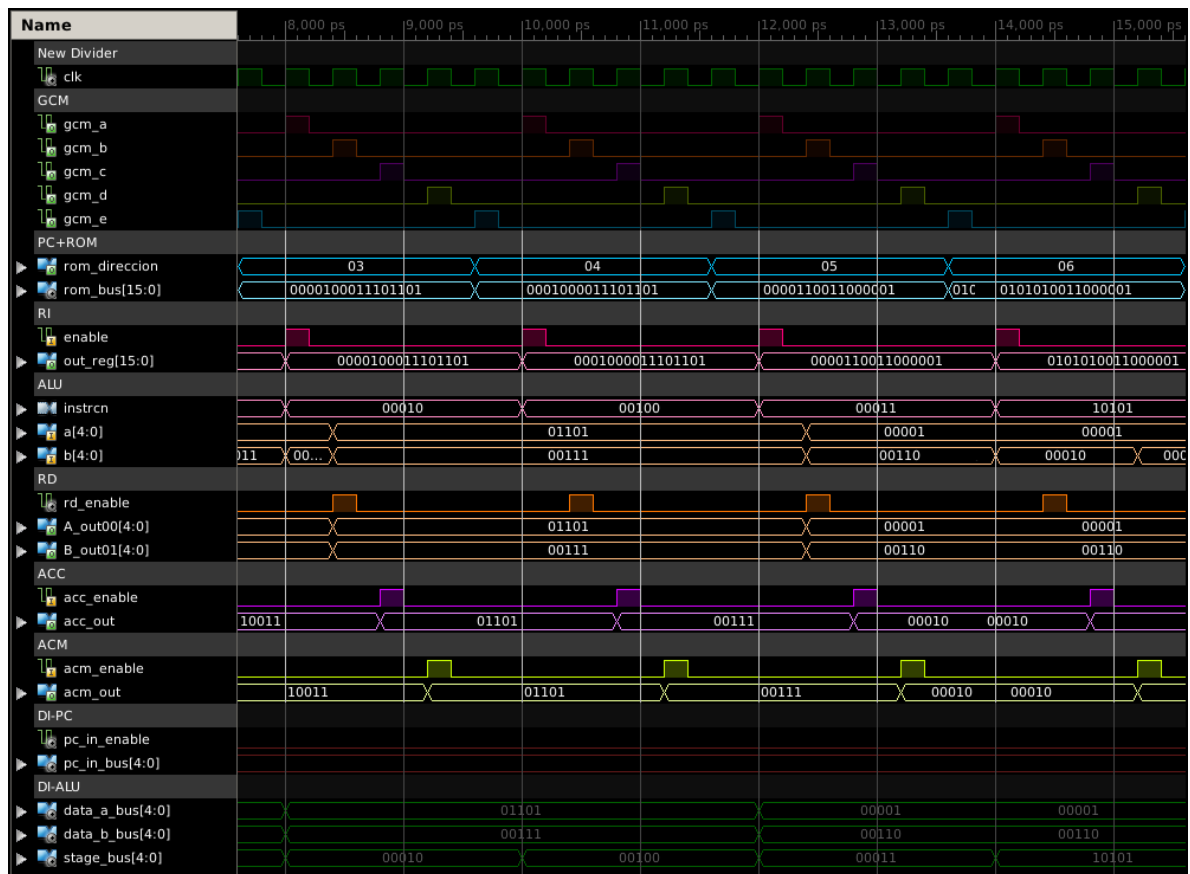 Name 8,000 ps 9,000 ps 10,000 ps 11,000 ps 12,000 ps 13,000 ps 14,000 ps 15,000 ps
New Divider
clk
GCM
gcm_a
gcm_b
gcm_c
gcm_d
gcm_e
PC+ROM
rom_direccion 03 04 05 06
rom_bus[15:0] 0000100011101101 0001000011101101 0000110011000001 010 0101010011000001
RI
enable
out_reg[15:0] 0000100011101101 0001000011101101 0000110011000001 0101010011000001
ALU
instrcn 00010 00100 00011 10101
a[4:0] 01101 00001 00001
b[4:0] 011 00... 00111 00110 00010 000
RD
rd_enable
A_out00[4:0] 01101 00001 00001
B_out01[4:0] 00111 00110 00110
ACC
acc_enable
acc_out 10011 01101 00111 00010 00010
ACM
acm_enable
acm_out 10011 01101 00111 00010 00010
DI-PC
pc_in_enable
pc_in_bus[4:0]
DI-ALU
data_a_bus[4:0] 01101 00001 00001
data_b_bus[4:0] 00111 00110 00110
stage_bus[4:0] 00010 00100 00011 10101